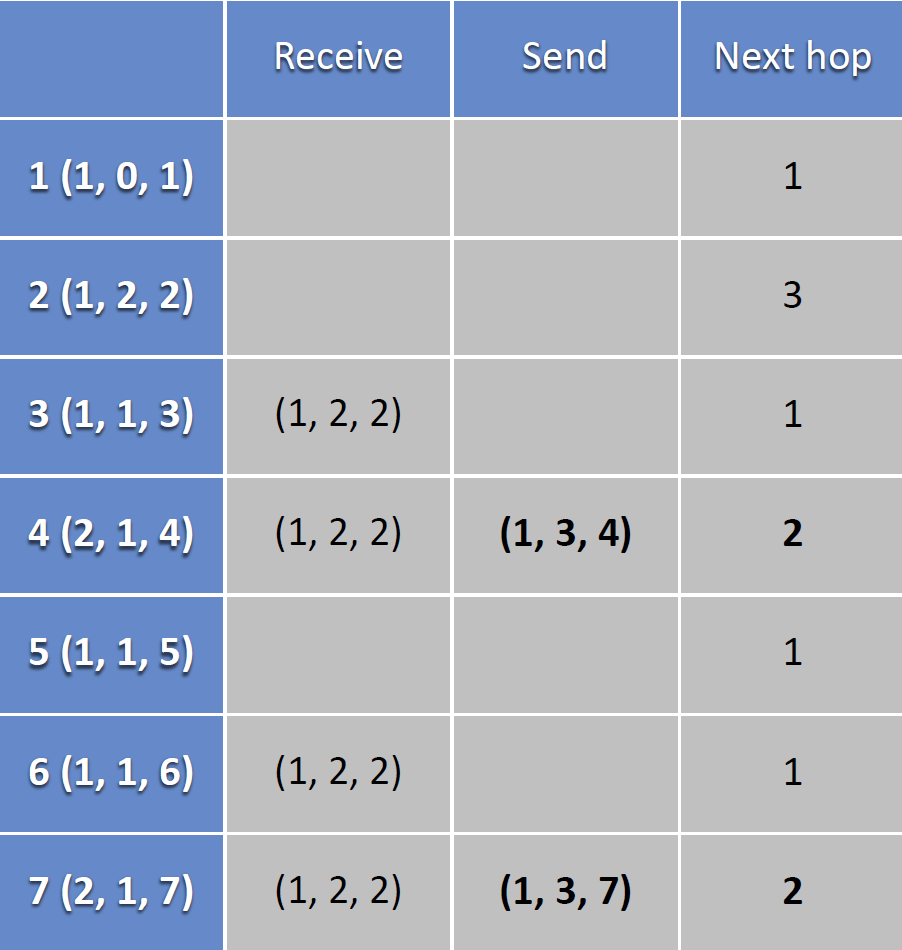 Receive Send Next hop
1 (1, 0, 1) 1
2 (1, 2, 2) 3
3 (1, 1, 3) (1, 2, 2) 1
4 (2, 1, 4) (1, 2, 2) (1, 3, 4) 2
5 (1, 1, 5) 1
6 (1, 1, 6) (1, 2, 2) 1
7 (2, 1, 7) (1, 2, 2) (1, 3, 7) 2